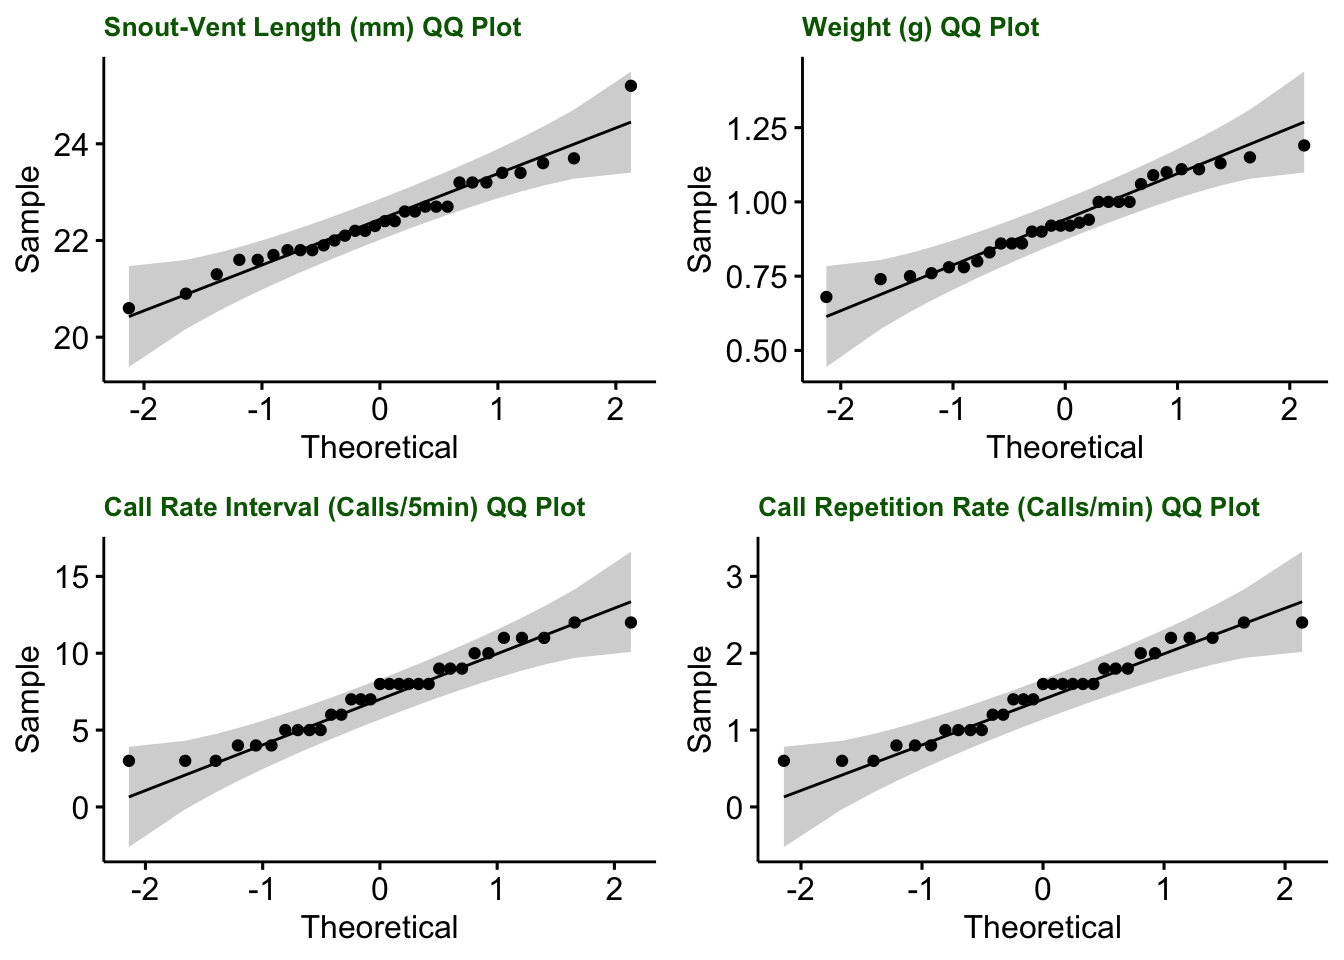 Snout-Vent Length (mm) QQ Plot
Sample
24
22
20
-2 -1 0 1 2
Theoretical
Weight (g) QQ Plot
Sample
1.25
1.00
0.75
0.50
-2 -1 0 1 2
Theoretical
Call Rate Interval (Calls/5min) QQ Plot
Sample
15
10
5
0
-2 -1 0 1 2
Theoretical
Call Repetition Rate (Calls/min) QQ Plot
Sample
3
2
1
0
-2 -1 0 1 2
Theoretical